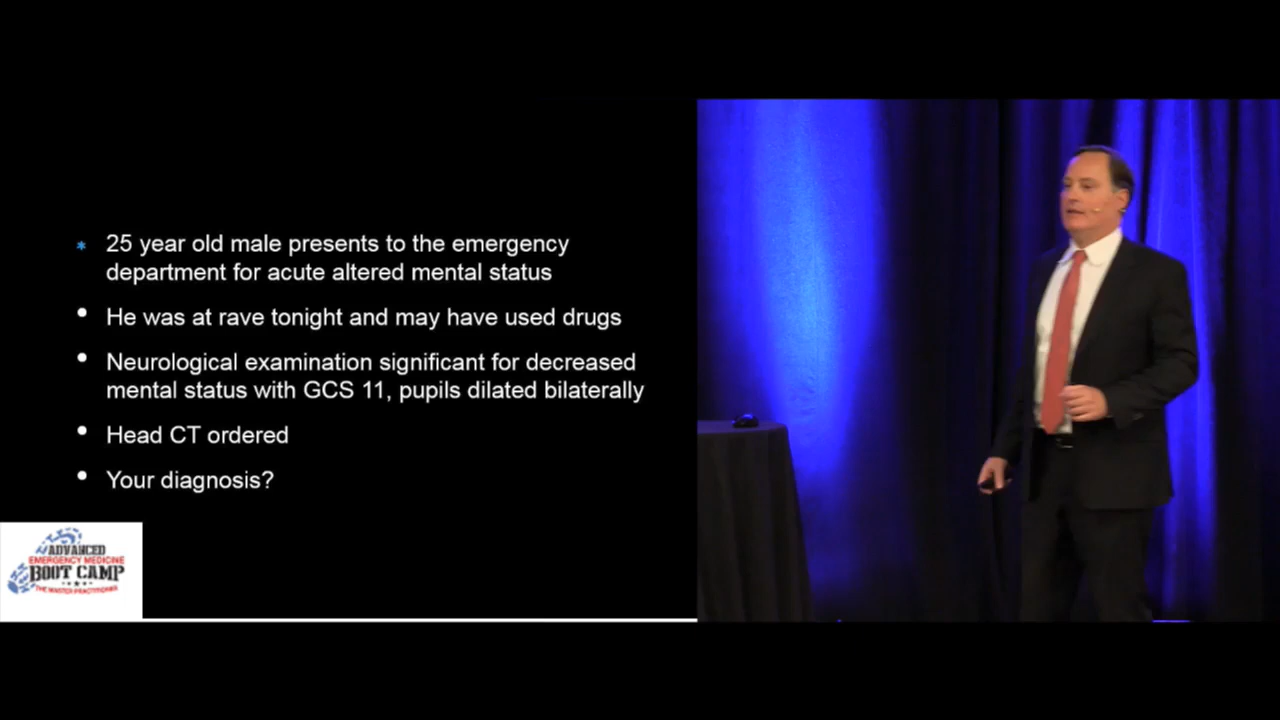 * 25 year old male presents to the emergency
department for acute altered mental status
• He was at rave tonight and may have used drugs
• Neurological examination significant for decreased
mental status with GCS 11, pupils dilated bilaterally
• Head CT ordered
• Your diagnosis?
ADVANCED
EMERGENCY MEDICINE
BOOT CAMP
THE MASTER PRACTITIONER